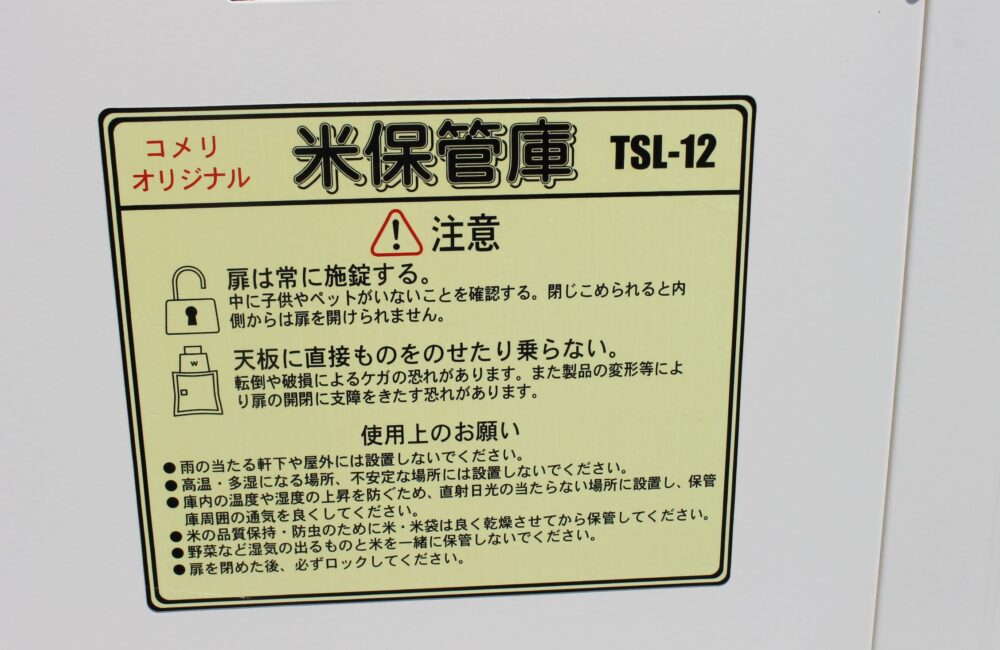 コメリ
オリジナル
米保管庫 TSL-12
注意
扉は常に施錠する。
中に子供やペットがいないことを確認する。閉じこめられると内
側からは扉を開けられません。
W
天板に直接ものをのせたり乗らない。
転倒や破損によるケガの恐れがあります。また製品の変形等によ
り扉の開閉に支障をきたす恐れがあります。
使用上のお願い
●雨の当たる軒下や屋外には設置しないでください。
●高温・多湿になる場所、不安定な場所には設置しないでください。
●庫内の温度や湿度の上昇を防ぐため、直射日光の当たらない場所に設置し、保管
庫周囲の通気を良くしてください。
●米の品質保持・防虫のために米・米袋は良く乾燥させてから保管してください。
●野菜など湿気の出るものと米を一緒に保管しないでください。
●扉を閉めた後、必ずロックしてください。